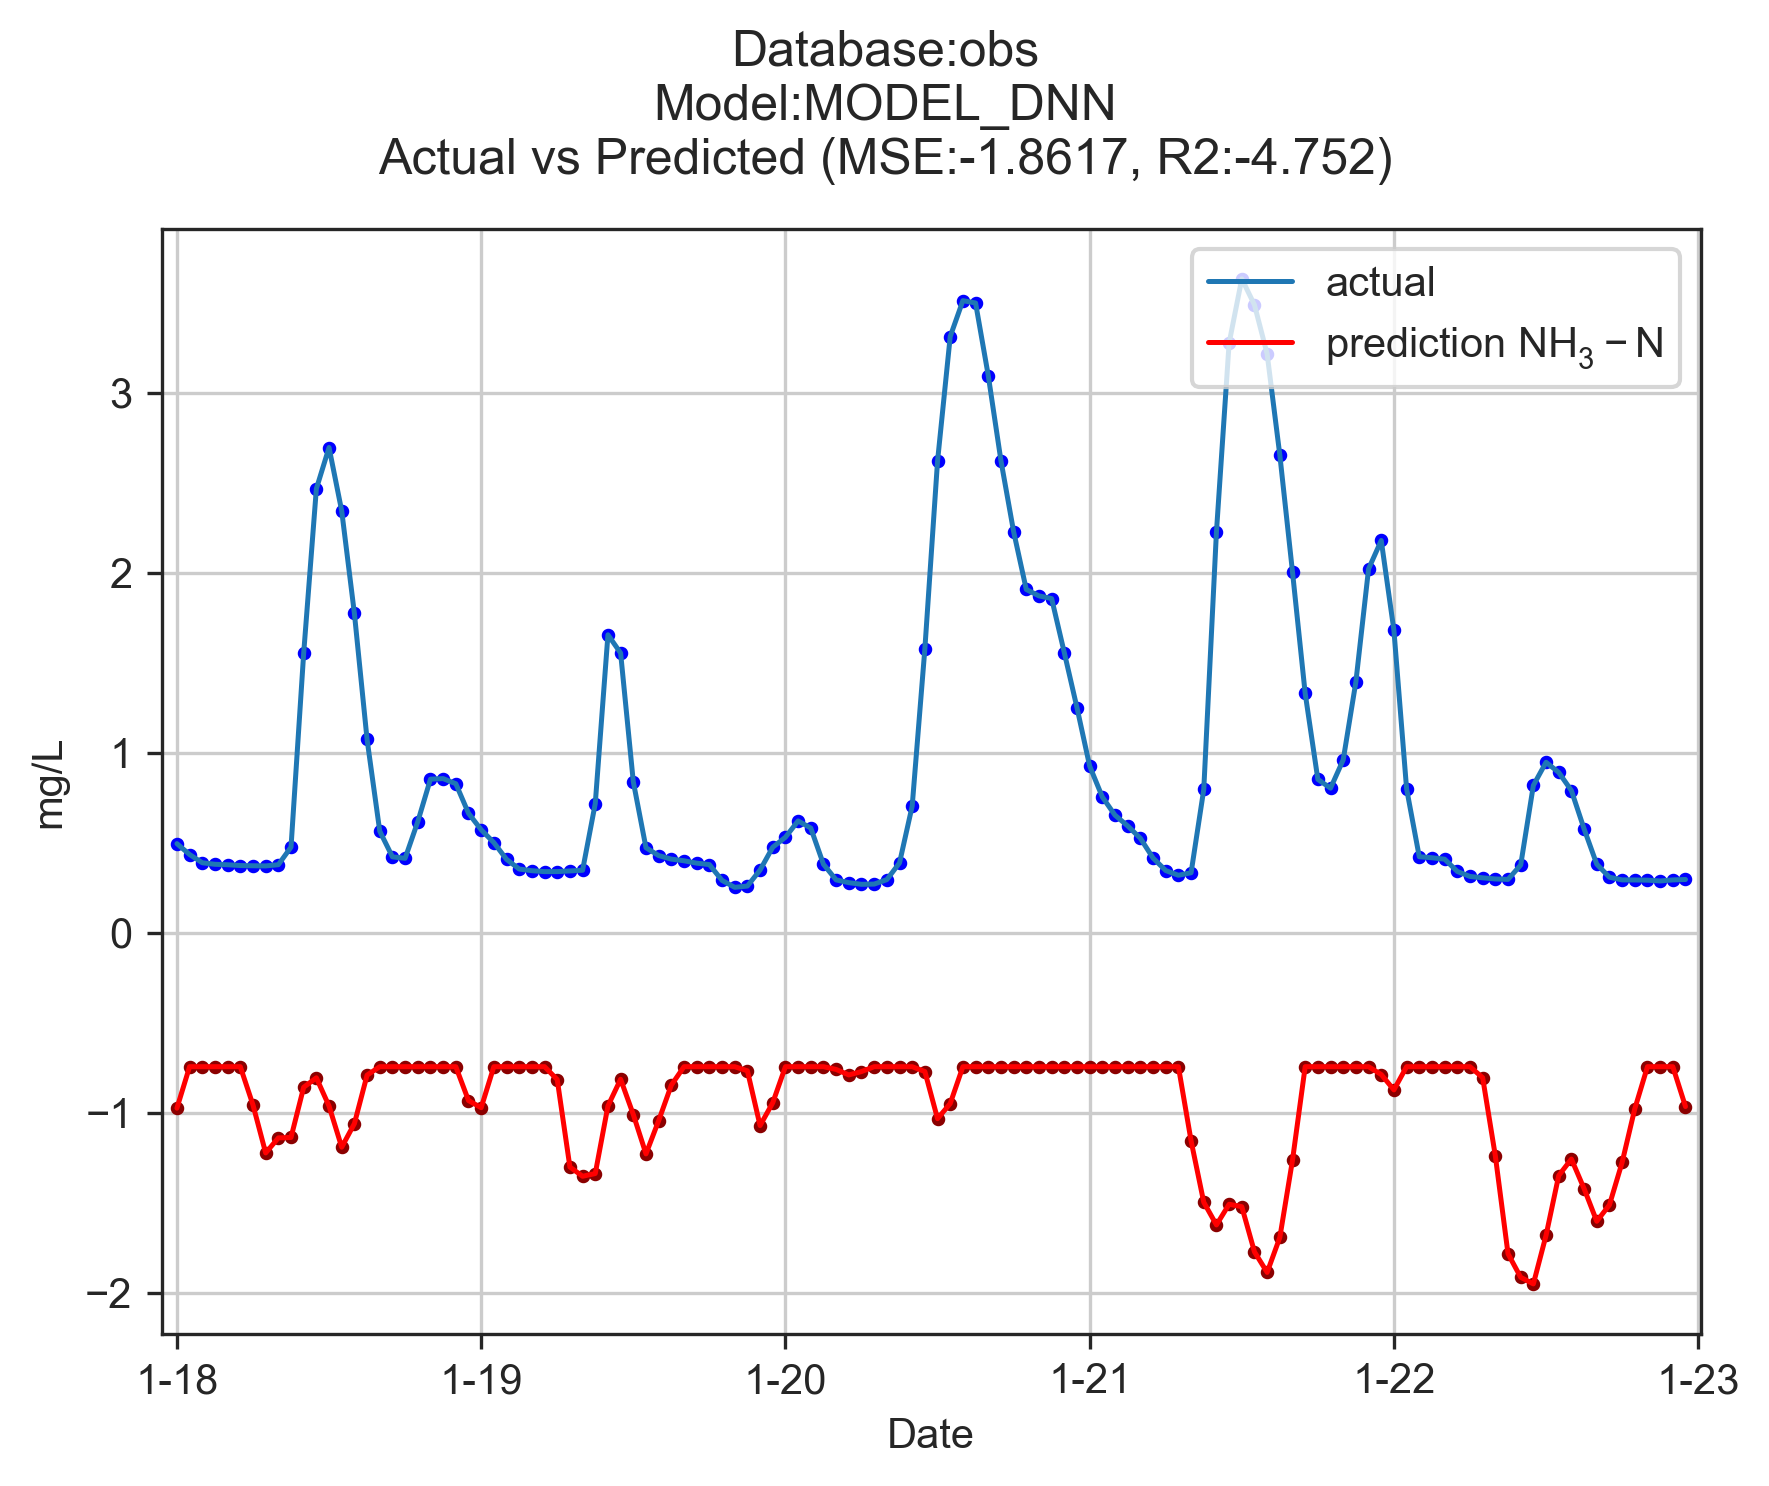 Database:obs
Model:MODEL_DNN
Actual vs Predicted (MSE:-1.8617, R2:-4.752)
actual
prediction NH₃ − N
3
2
1
0
−1
−2
mg/L
1-18 1-19 1-20 1-21 1-22 1-23
Date